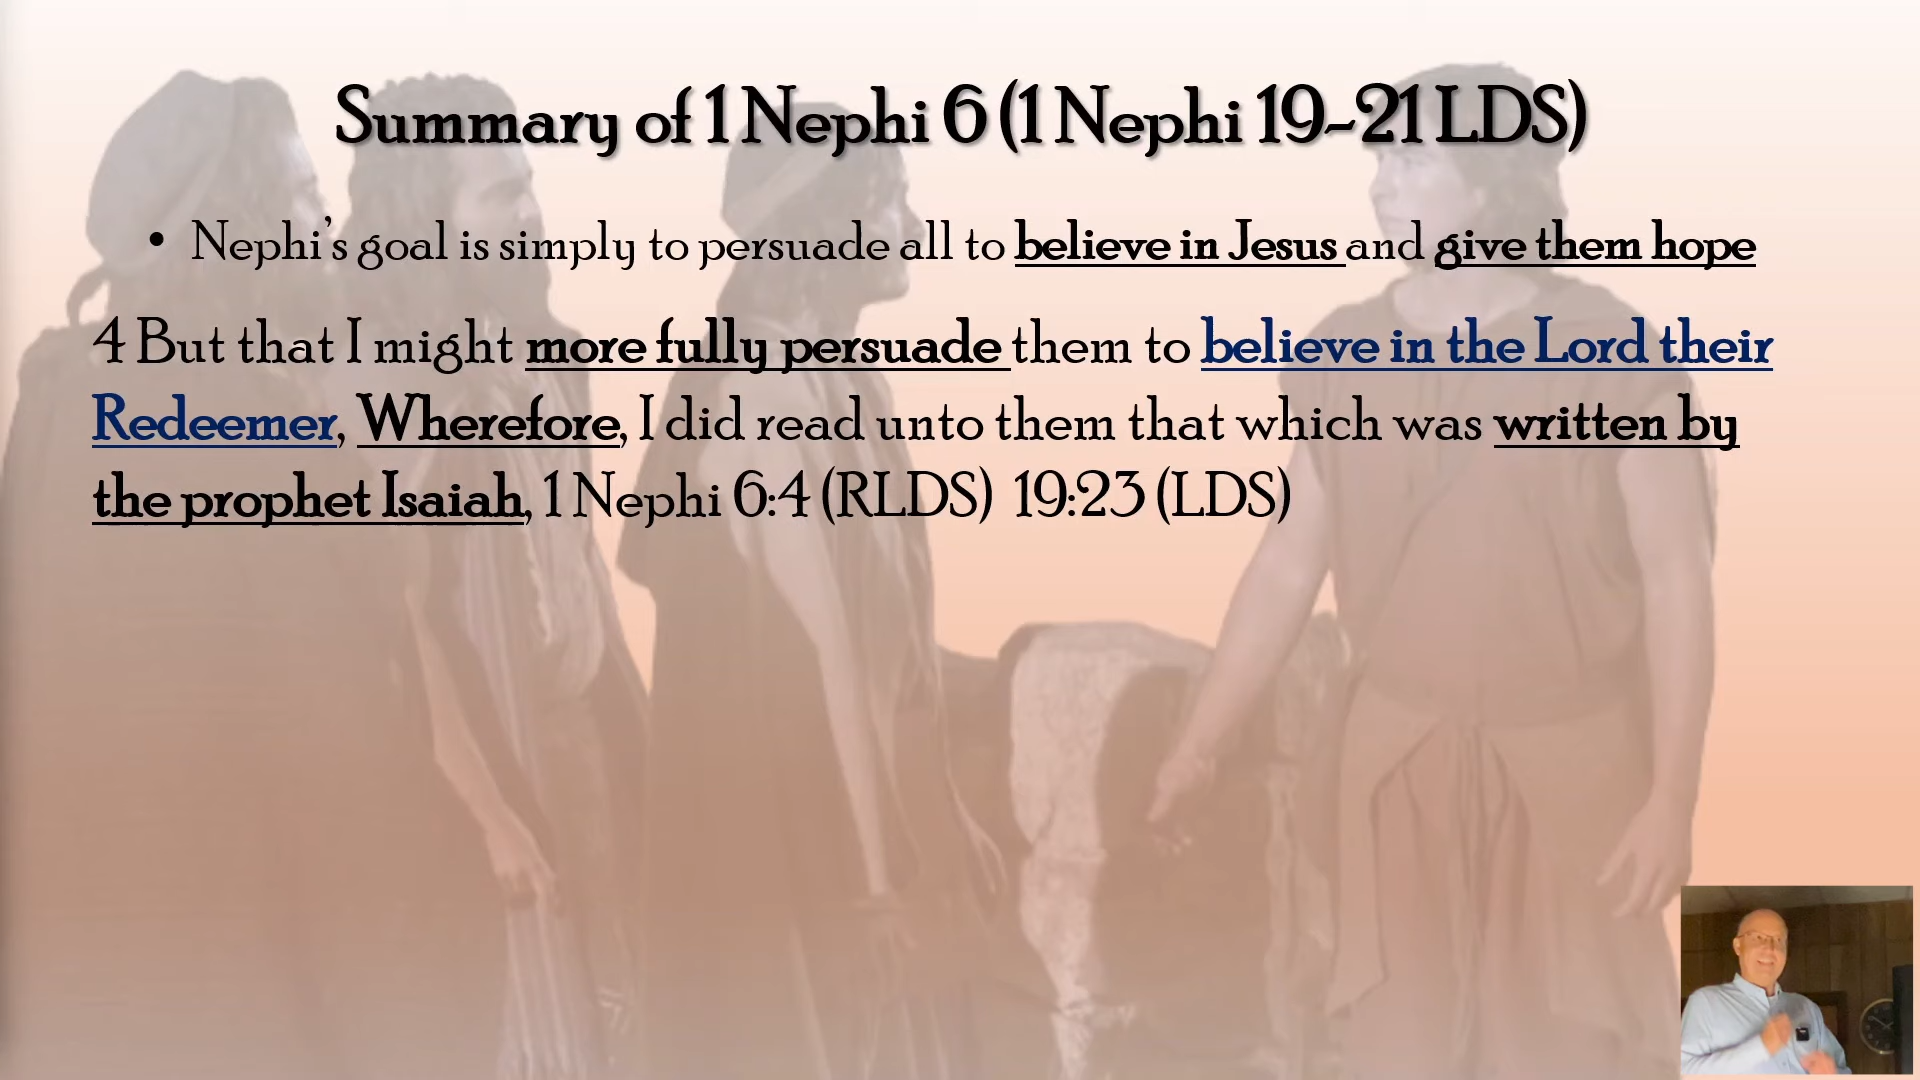 Summary of 1 Nephi 6 (1 Nephi 19-21 LDS)
• Nephi's goal is simply to persuade all to believe in Jesus and give them hope
4 But that I might more fully persuade them to believe in the Lord their
Redeemer, Wherefore, I did read unto them that which was written by
the prophet Isaiah, 1 Nephi 6:4 (RLDS) 19:23 (LDS)